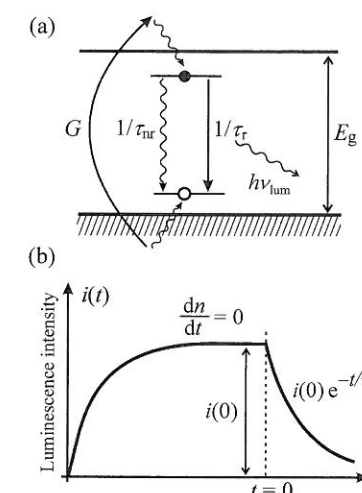 (a)
G
1/τnr
1/τr
Eg
hνlum
(b)
Luminescence intensity
i(t)
dn/dt = 0
i(0)
i(0) e^−t/
t = 0